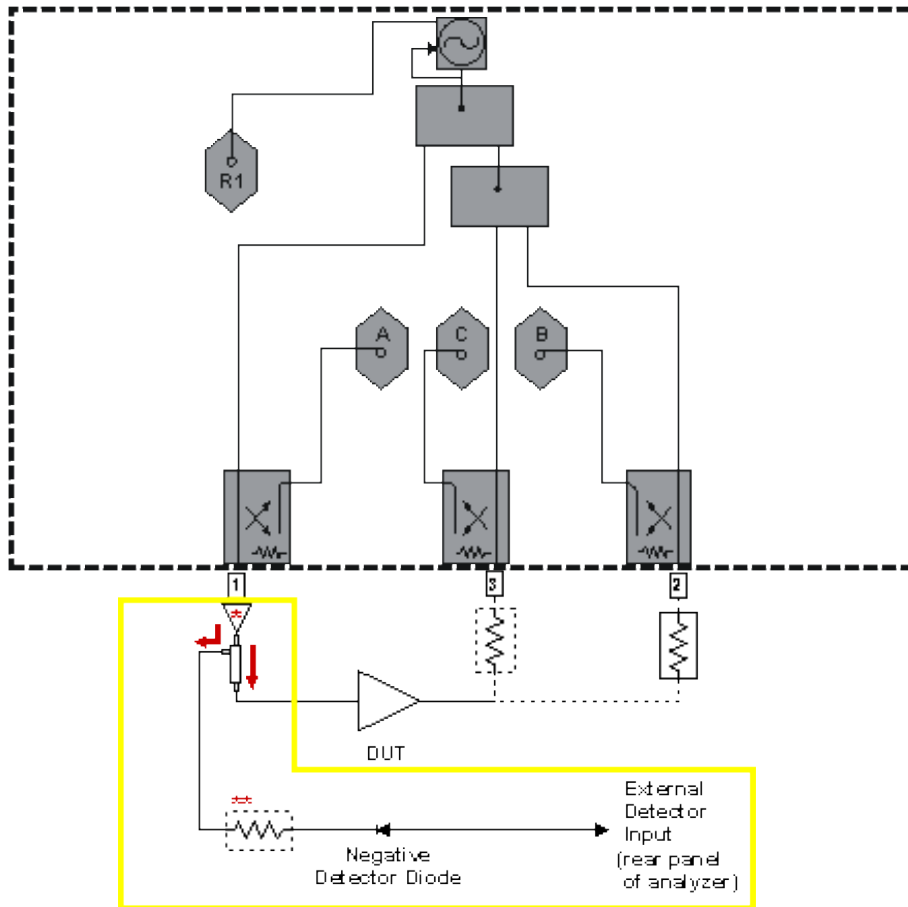 R1
A
C
B
1
3
2
*
DUT
**
External
Detector
Input
(rear panel
of analyzer)
Negative
Detector Diode